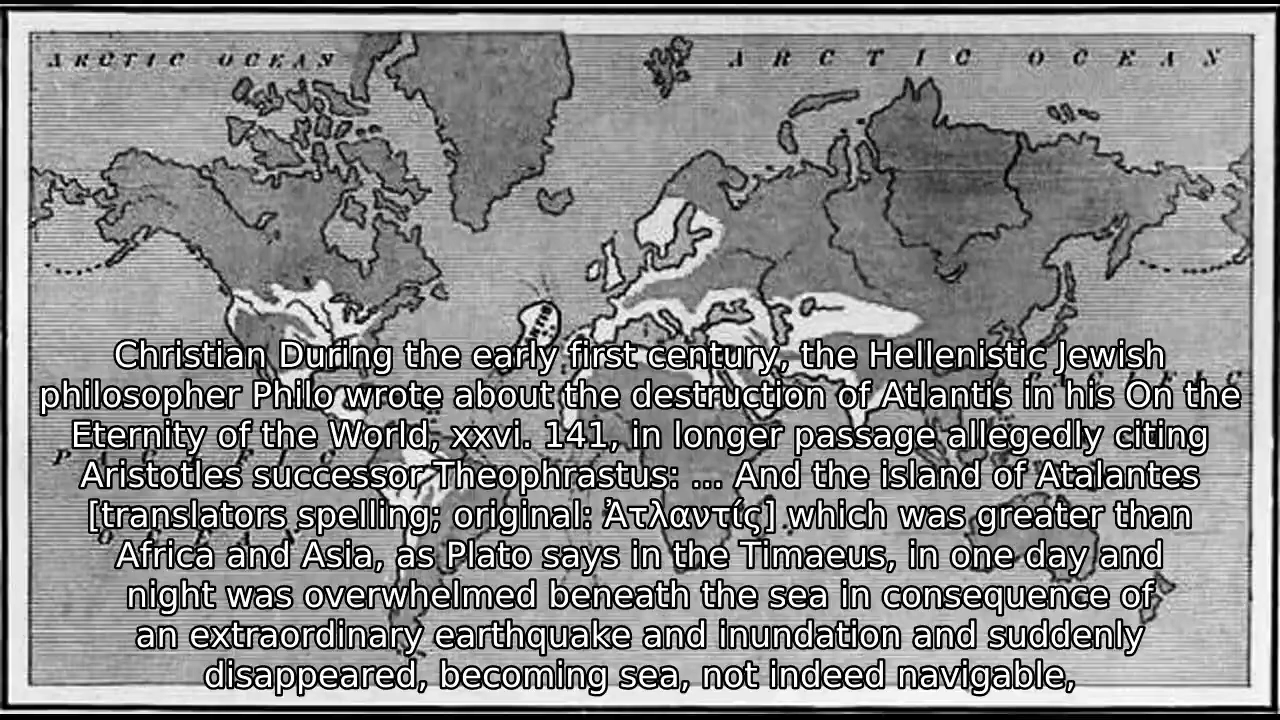 ARCTIC OCEAN
ARCTIC OCEAN
Christian During the early first century, the Hellenistic Jewish
philosopher Philo wrote about the destruction of Atlantis in his On the
Eternity of the World, xxvi. 141, in longer passage allegedly citing
Aristotles successor Theophrastus: ... And the island of Atalantes
[translators spelling; original: Ἀτλαντίς] which was greater than
Africa and Asia, as Plato says in the Timaeus, in one day and
night was overwhelmed beneath the sea in consequence of
an extraordinary earthquake and inundation and suddenly
disappeared, becoming sea, not indeed navigable,